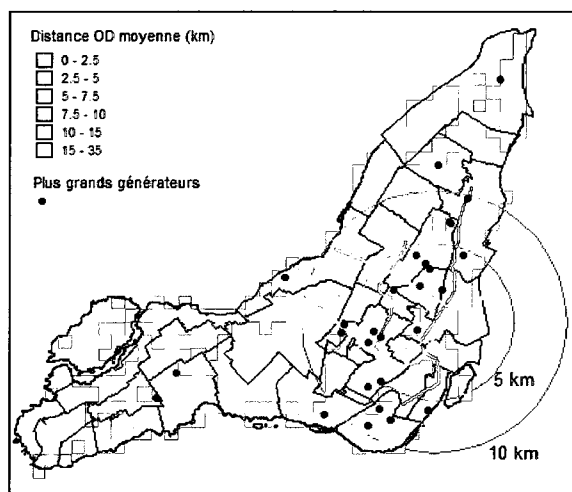 Distance OD moyenne (km)
0 - 2.5
2.5 - 5
5 - 7.5
7.5 - 10
10 - 15
15 - 35
Plus grands générateurs
5 km
10 km